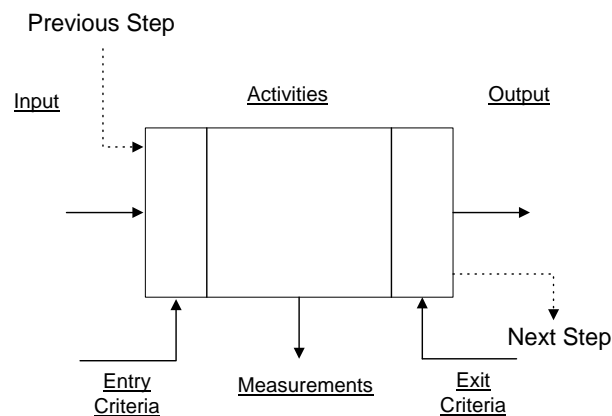 Previous Step
Input
Activities
Output
Next Step
Entry
Criteria
Measurements
Exit
Criteria